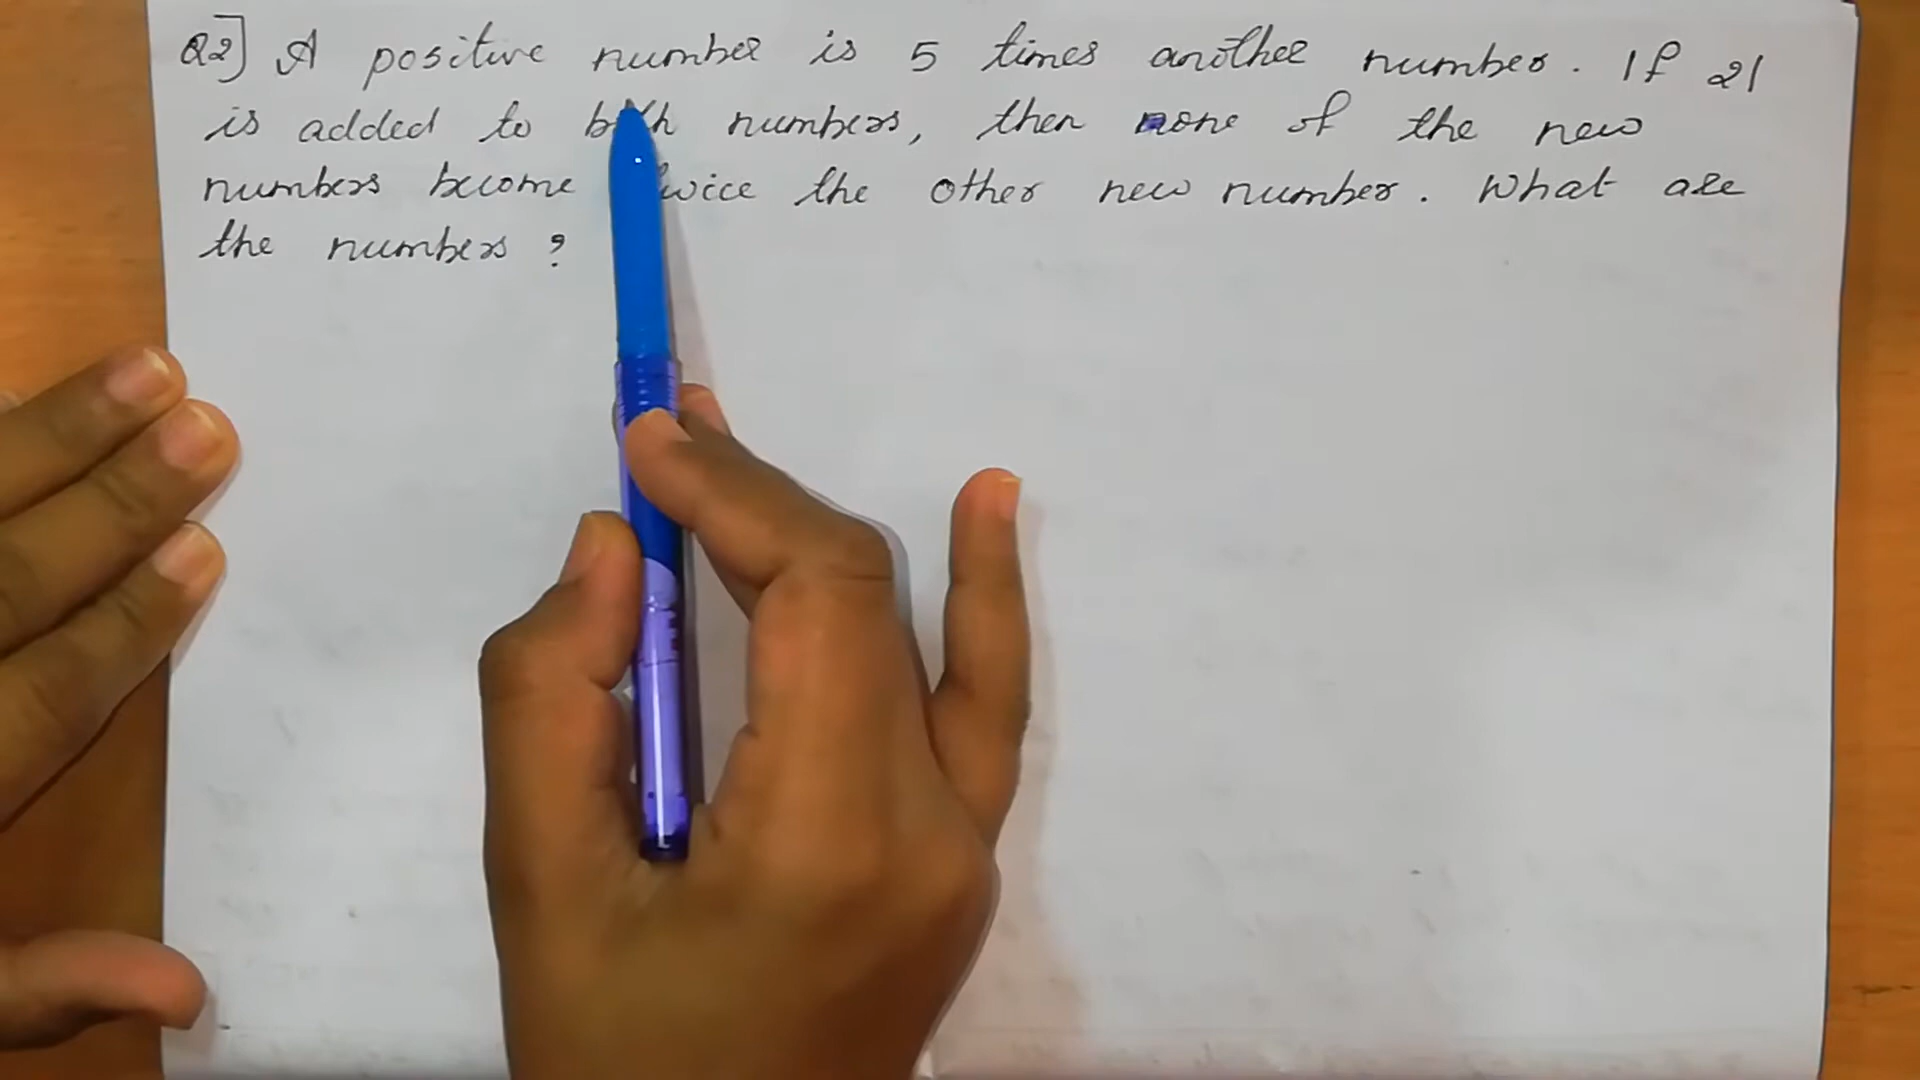 Q2] A positive number is 5 times another number. If 21
is added to both numbers, then one of the new
numbers become twice the other new number. What are
the numbers?